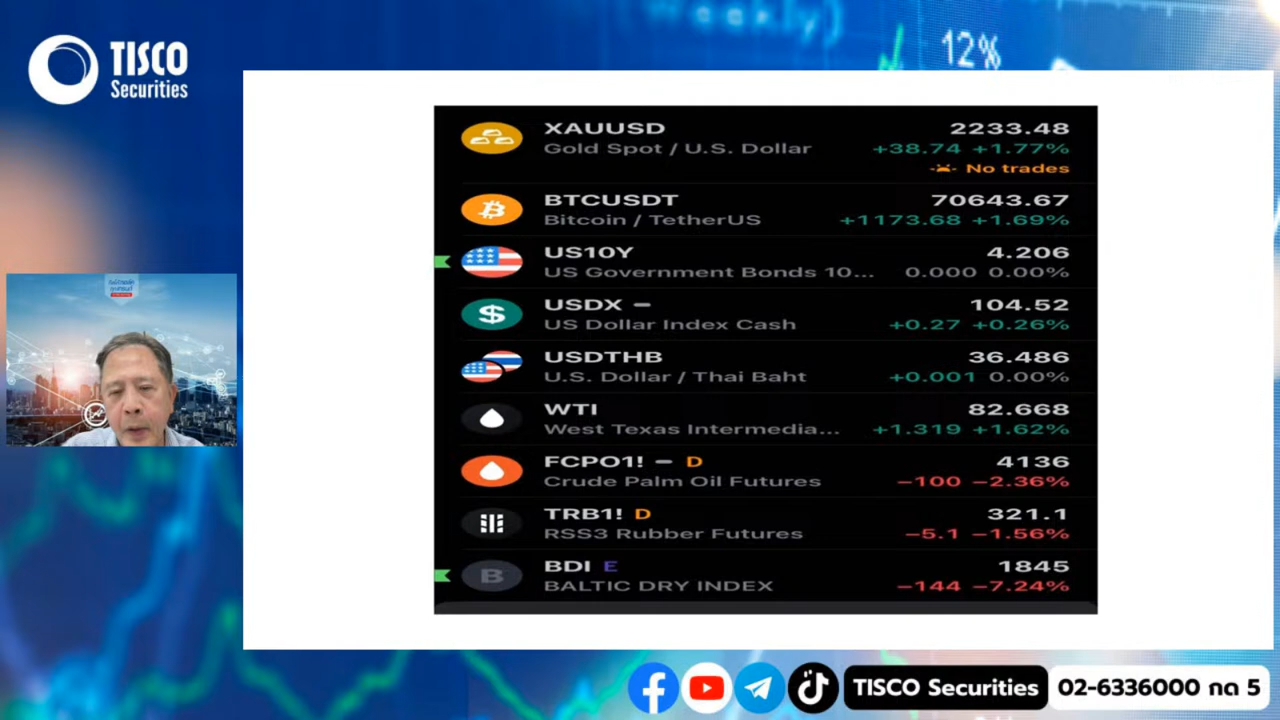 TISCO
Securities
12%
XAUUSD
2233.48
Gold Spot / U.S. Dollar
+38.74 +1.77%
No trades
BTCUSDT
70643.67
Bitcoin / TetherUS
+1173.68 +1.69%
US10Y
4.206
US Government Bonds 10...
0.000 0.00%
USDX
104.52
US Dollar Index Cash
+0.27 +0.26%
USDTHB
36.486
U.S. Dollar / Thai Baht
+0.001 0.00%
WTI
82.668
West Texas Intermedia...
+1.319 +1.62%
FCPO1! – D
4136
Crude Palm Oil Futures
−100 −2.36%
TRB1! D
321.1
RSS3 Rubber Futures
−5.1 −1.56%
BDI E
1845
B
BALTIC DRY INDEX
−144 −7.24%
TISCO Securities
02-6336000 กด 5